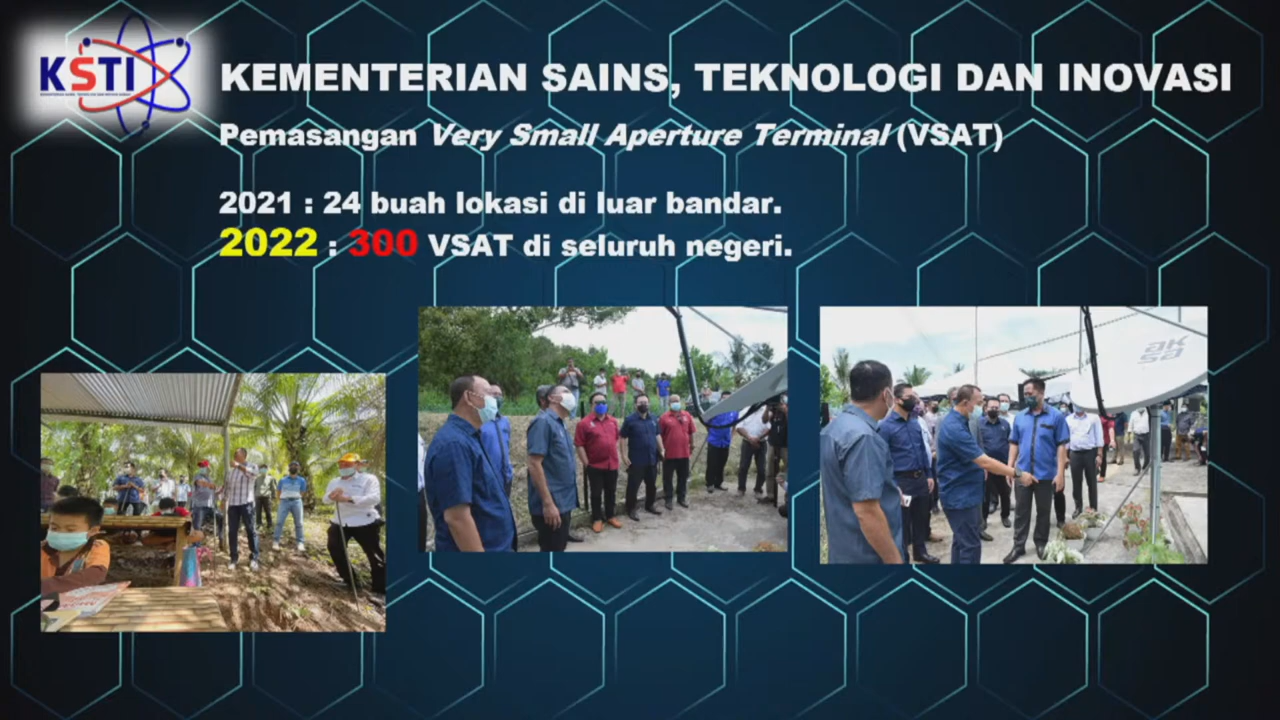 KSTI
KEMENTERIAN SAINS, TEKNOLOGI DAN INOVASI
Pemasangan Very Small Aperture Terminal (VSAT)
2021 : 24 buah lokasi di luar bandar.
2022 : 300 VSAT di seluruh negeri.